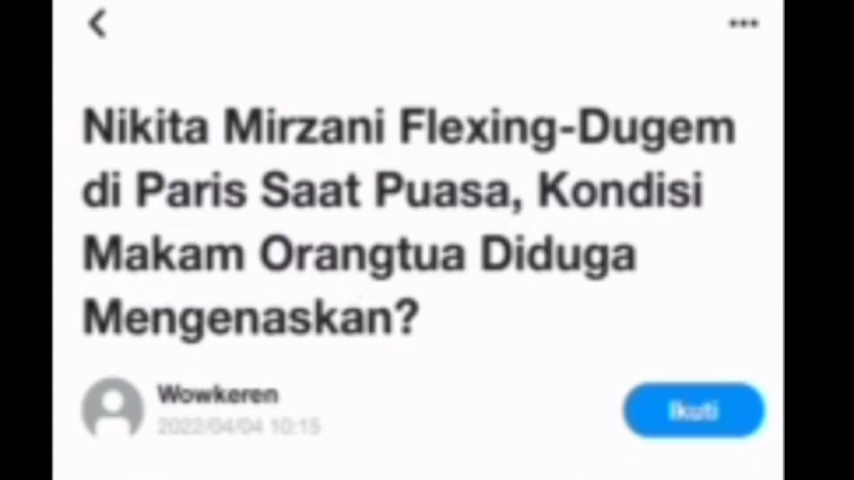 Nikita Mirzani Flexing-Dugem
di Paris Saat Puasa, Kondisi
Makam Orangtua Diduga
Mengenaskan?
Wowkeren
2022/04/04 10:15
Ikuti